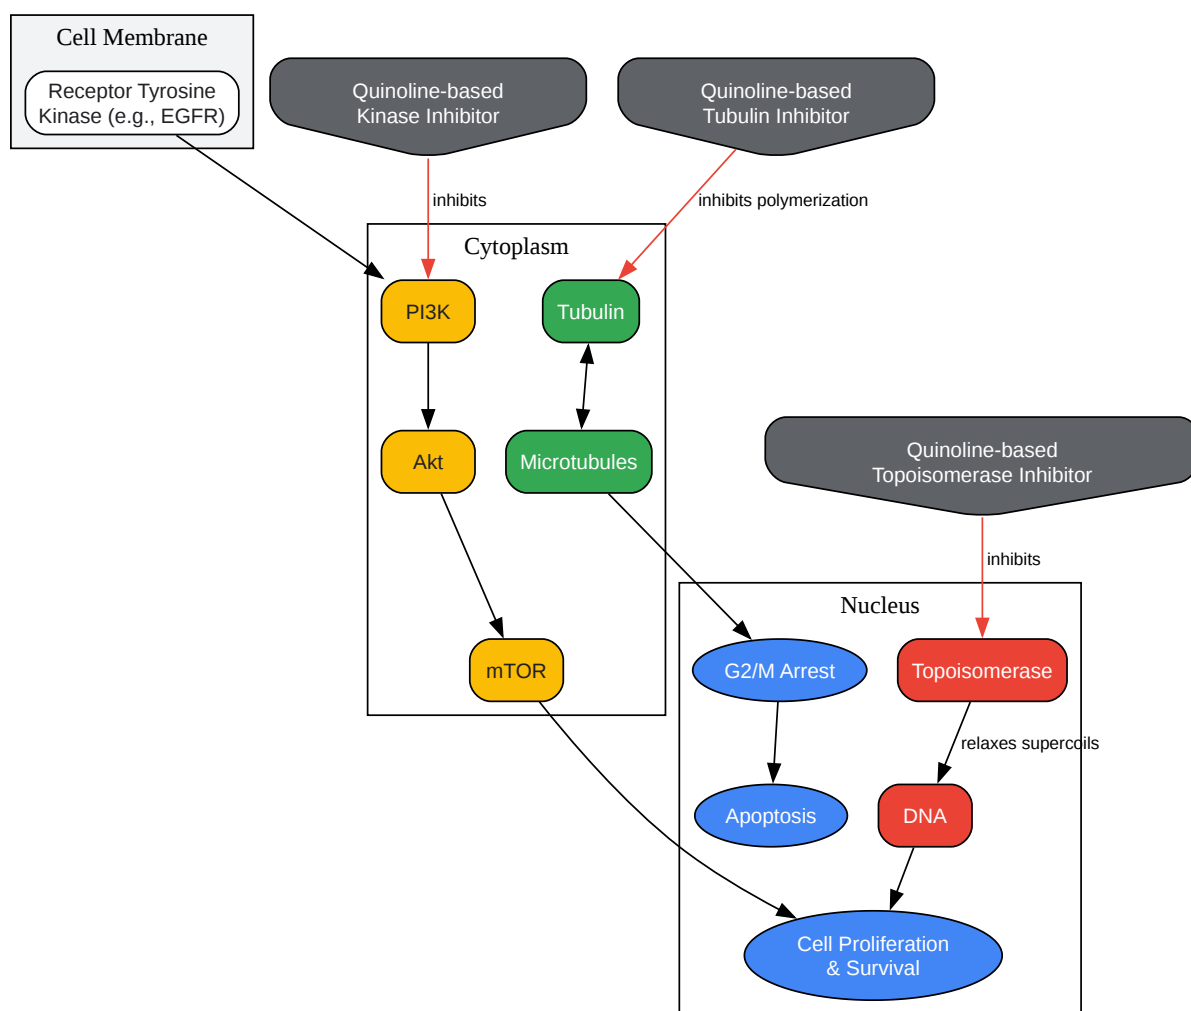 Cell Membrane
Receptor Tyrosine
Kinase (e.g., EGFR)
Quinoline-based
Kinase Inhibitor
Quinoline-based
Tubulin Inhibitor
inhibits
inhibits polymerization
Cytoplasm
PI3K
Tubulin
Akt
Microtubules
Quinoline-based
Topoisomerase Inhibitor
inhibits
Nucleus
mTOR
G2/M Arrest
Topoisomerase
relaxes supercoils
Apoptosis
DNA
Cell Proliferation
& Survival